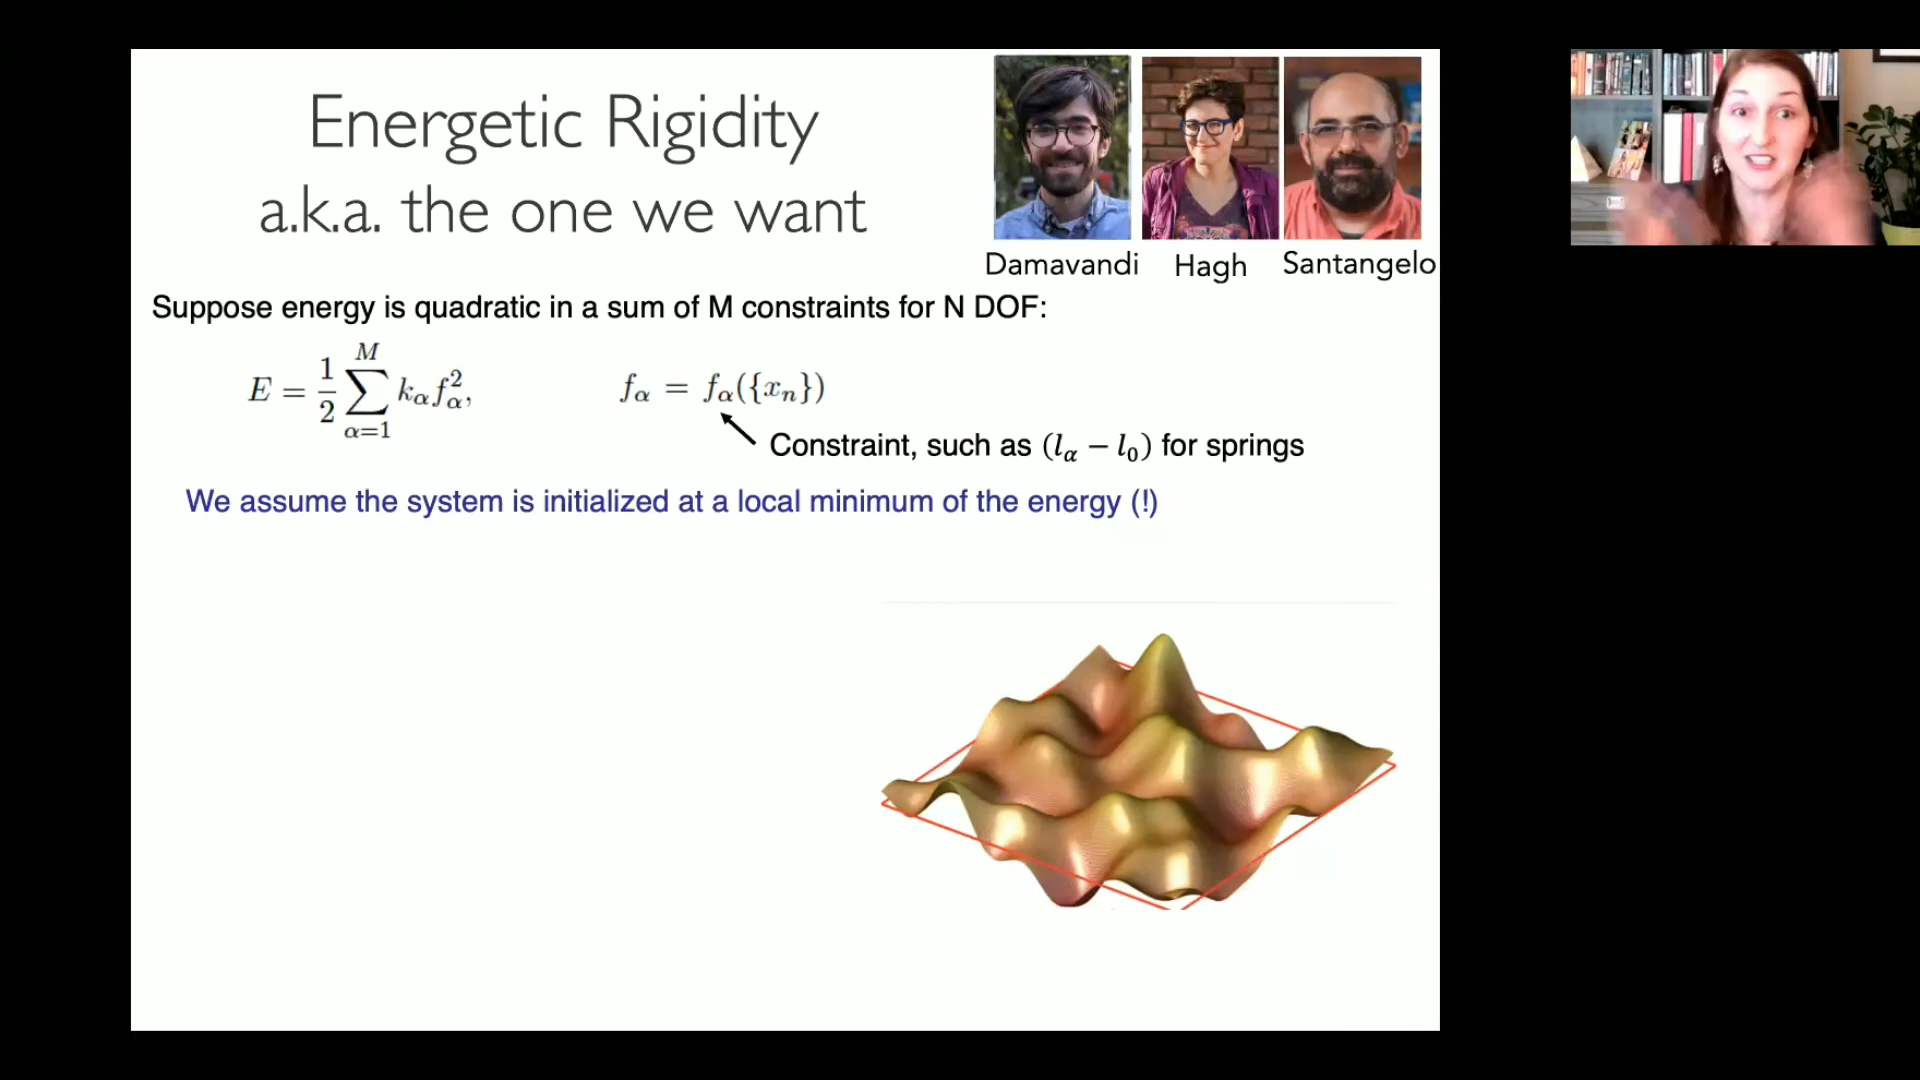 Energetic Rigidity
a.k.a. the one we want
Damavandi Hagh Santangelo
Suppose energy is quadratic in a sum of M constraints for N DOF:
E = \frac{1}{2} \sum_{α=1}^{M} k_α f_α^2,
f_α = f_α({x_n})
Constraint, such as (l_α − l_0) for springs
We assume the system is initialized at a local minimum of the energy (!)